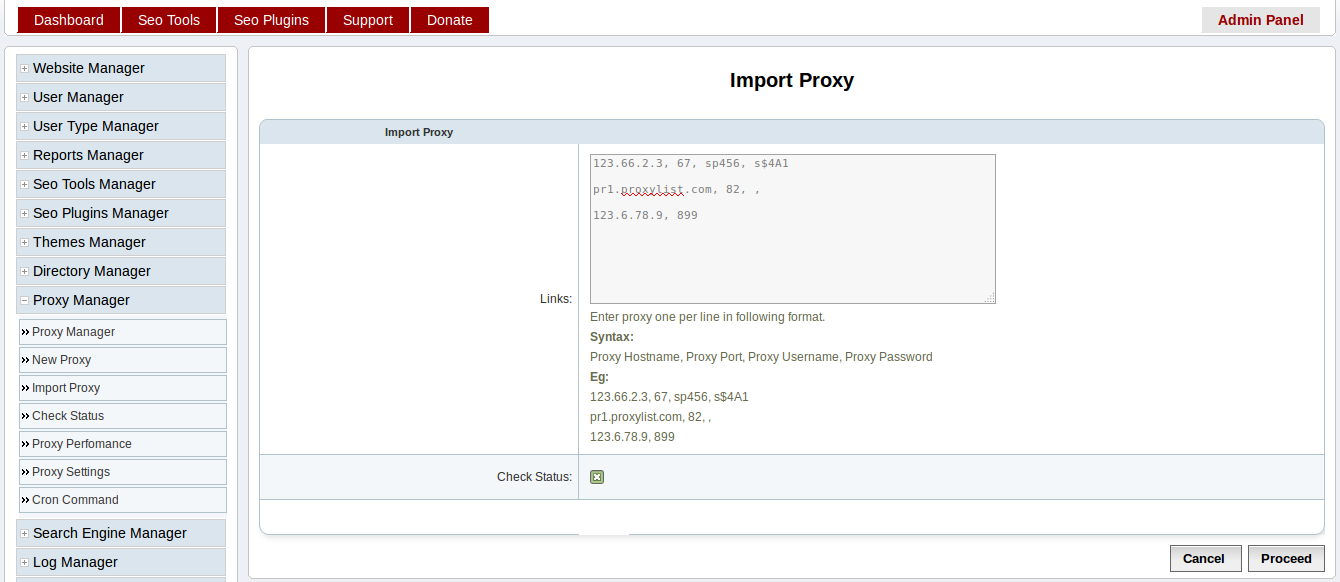 Dashboard
Seo Tools
Seo Plugins
Support
Donate
Admin Panel
Website Manager
User Manager
User Type Manager
Reports Manager
Seo Tools Manager
Seo Plugins Manager
Themes Manager
Directory Manager
Proxy Manager
Proxy Manager
New Proxy
Import Proxy
Check Status
Proxy Perfomance
Proxy Settings
Cron Command
Search Engine Manager
Log Manager
Import Proxy
Import Proxy
Links:
123.66.2.3, 67, sp456, s$4A1
pr1.proxylist.com, 82, ,
123.6.78.9, 899
Enter proxy one per line in following format.
Syntax:
Proxy Hostname, Proxy Port, Proxy Username, Proxy Password
Eg:
123.66.2.3, 67, sp456, s$4A1
pr1.proxylist.com, 82, ,
123.6.78.9, 899
Check Status:
Cancel
Proceed